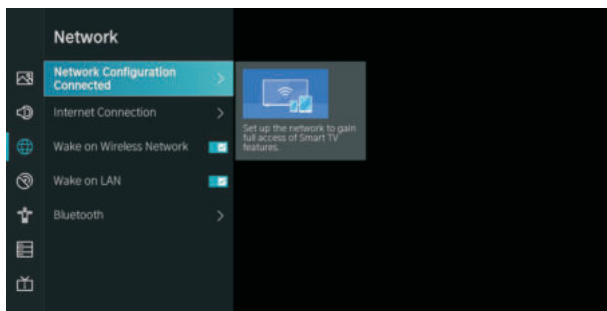 Network
Network Configuration
Connected
Internet Connection
Wake on Wireless Network
Wake on LAN
Bluetooth
Set up the network to gain
full access of Smart TV
features.